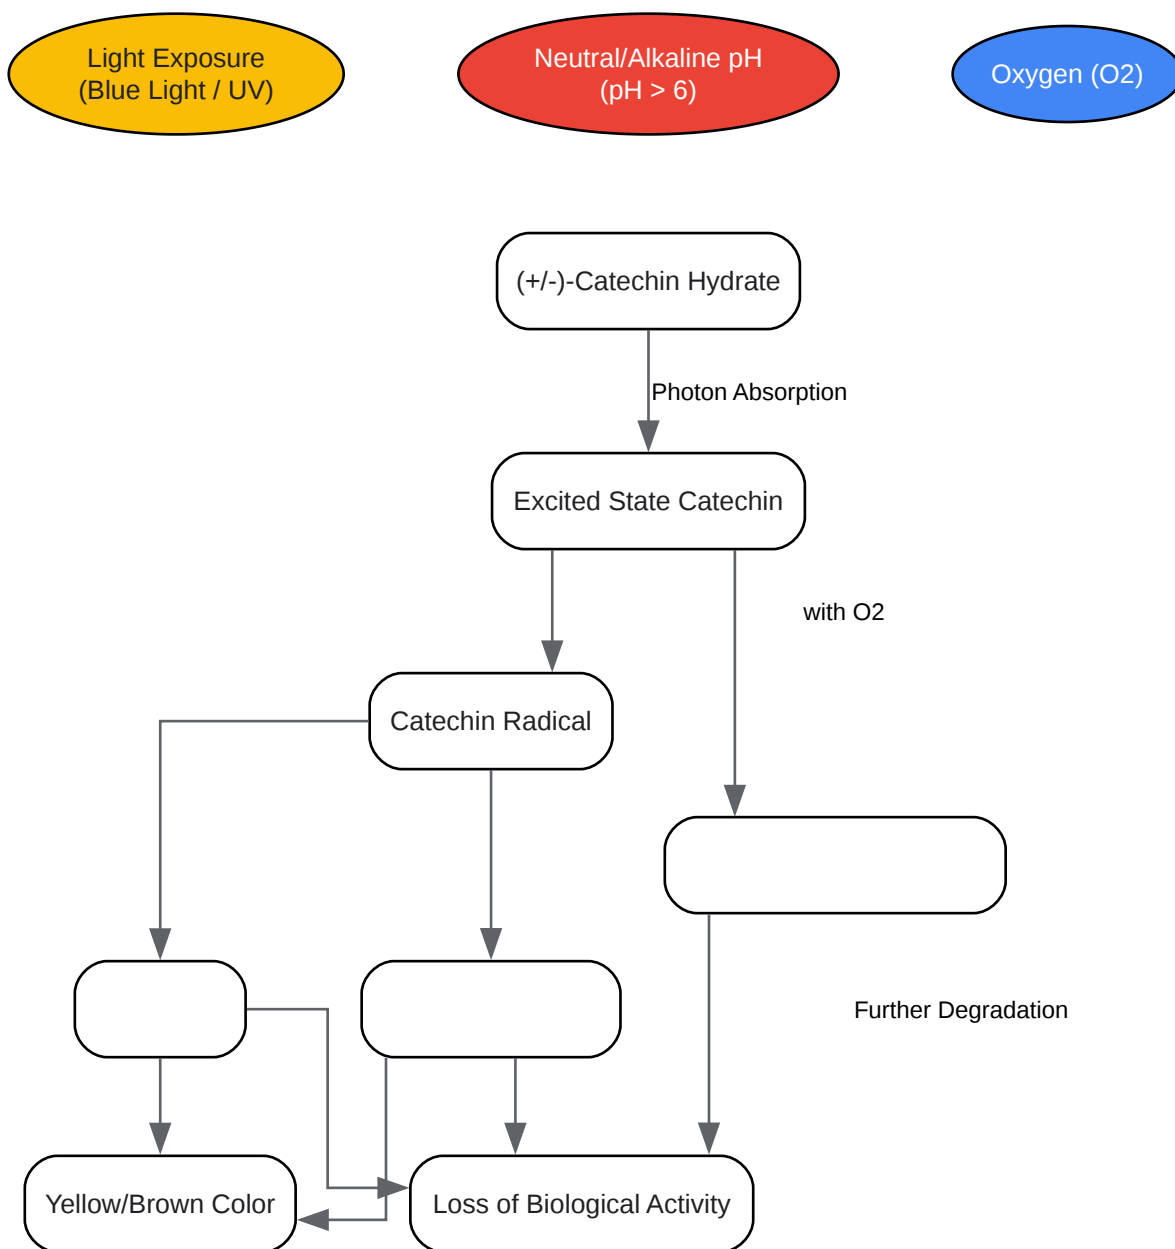 Light Exposure
(Blue Light / UV)
Neutral/Alkaline pH
(pH > 6)
Oxygen (O2)
(+/-)-Catechin Hydrate
Photon Absorption
Excited State Catechin
with O2
Catechin Radical
Further Degradation
Yellow/Brown Color
Loss of Biological Activity